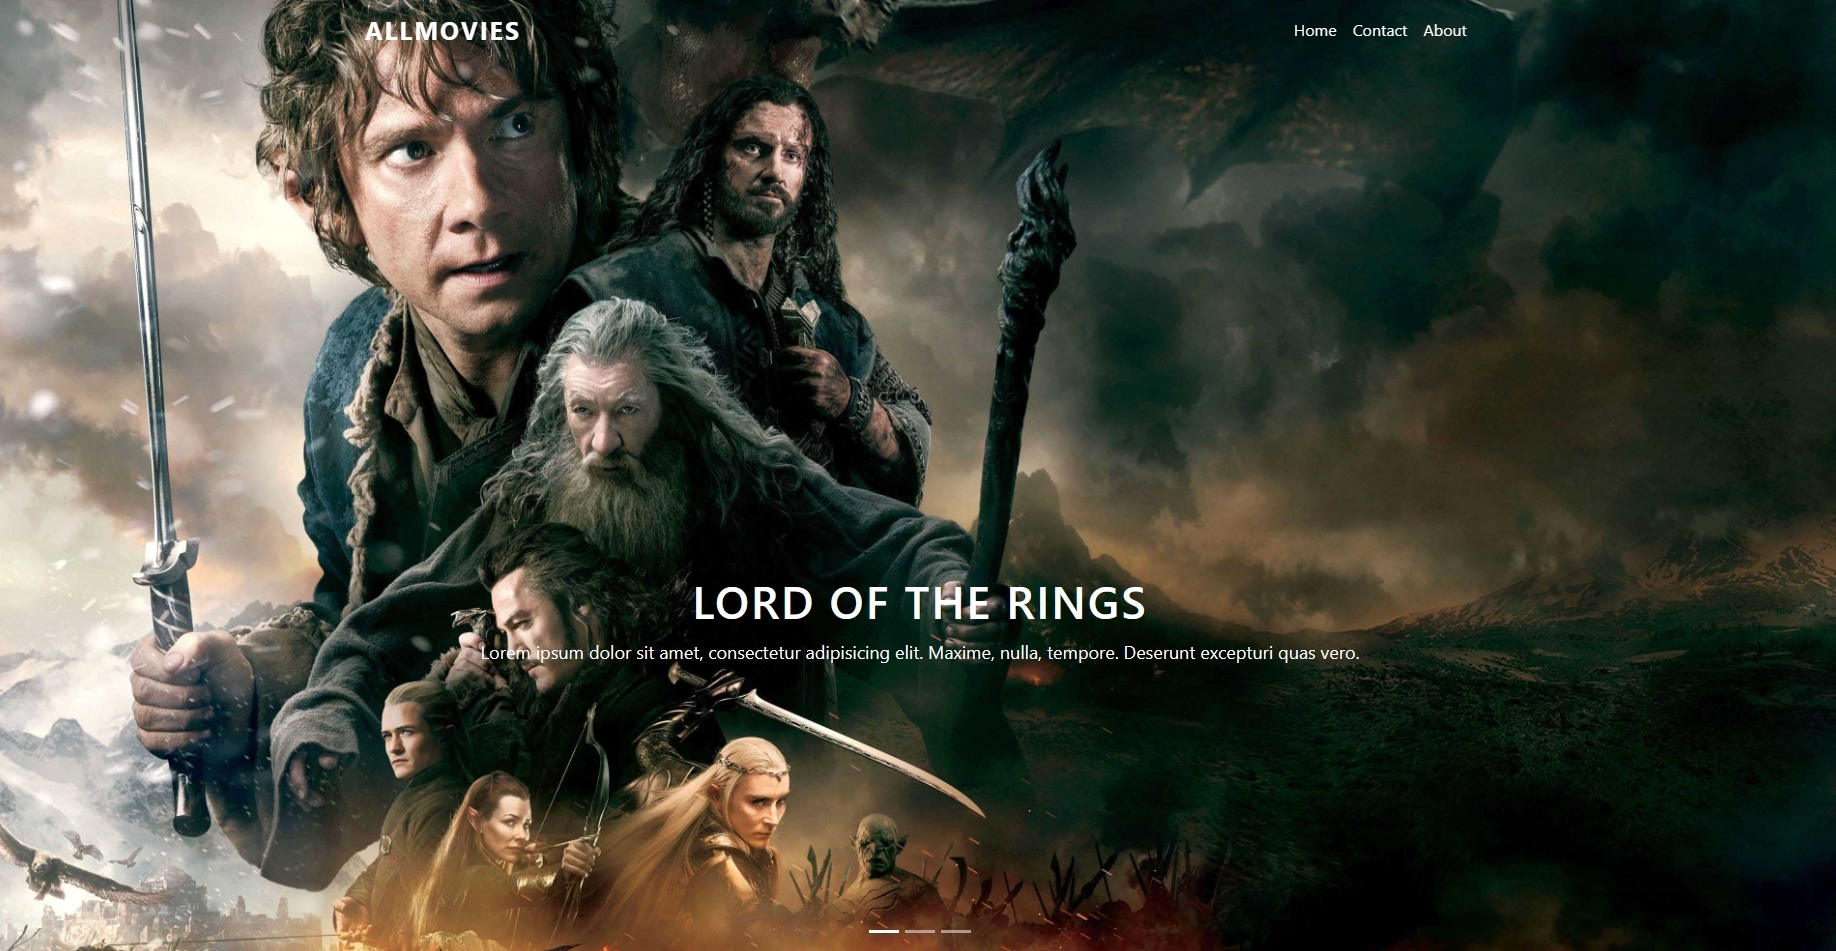 ALLMOVIES
Home Contact About
LORD OF THE RINGS
Lorem ipsum dolor sit amet, consectetur adipisicing elit. Maxime, nulla, tempore. Deserunt excepturi quas vero.